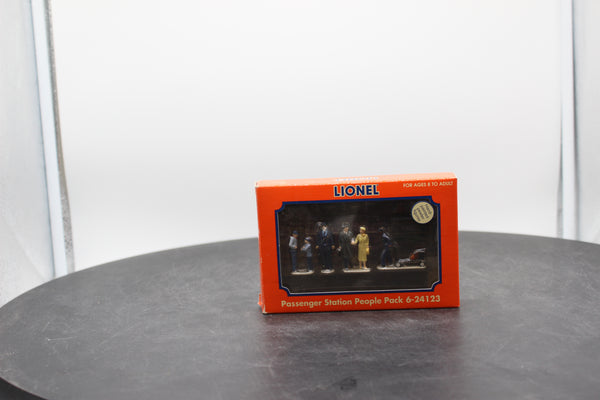 LIONEL
FOR AGES 8 TO ADULT
Passenger Station People Pack 6-24123